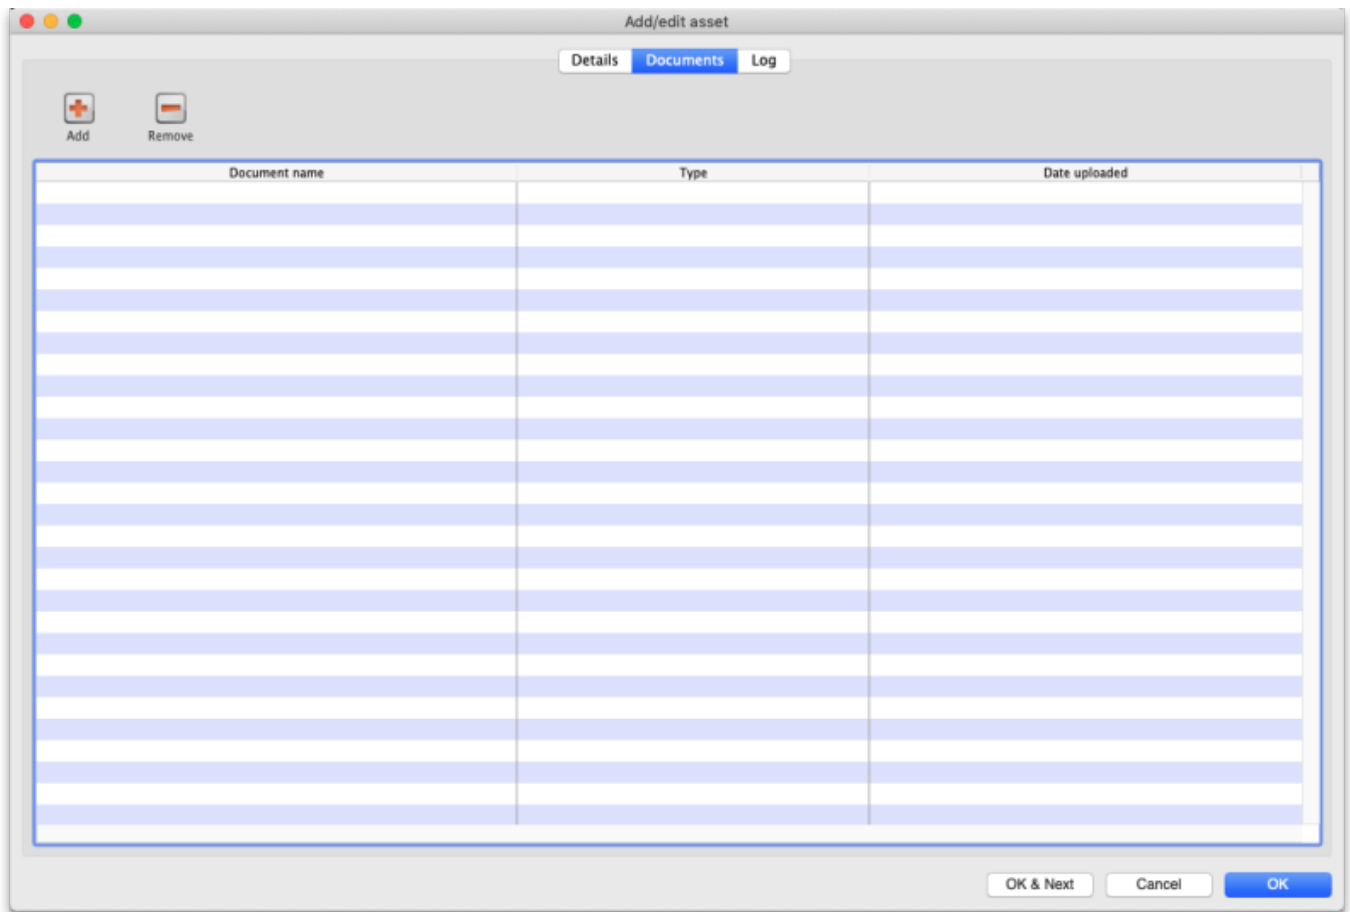 Add/edit asset
Details Documents Log
Add Remove
Document name Type Date uploaded
OK & Next Cancel OK